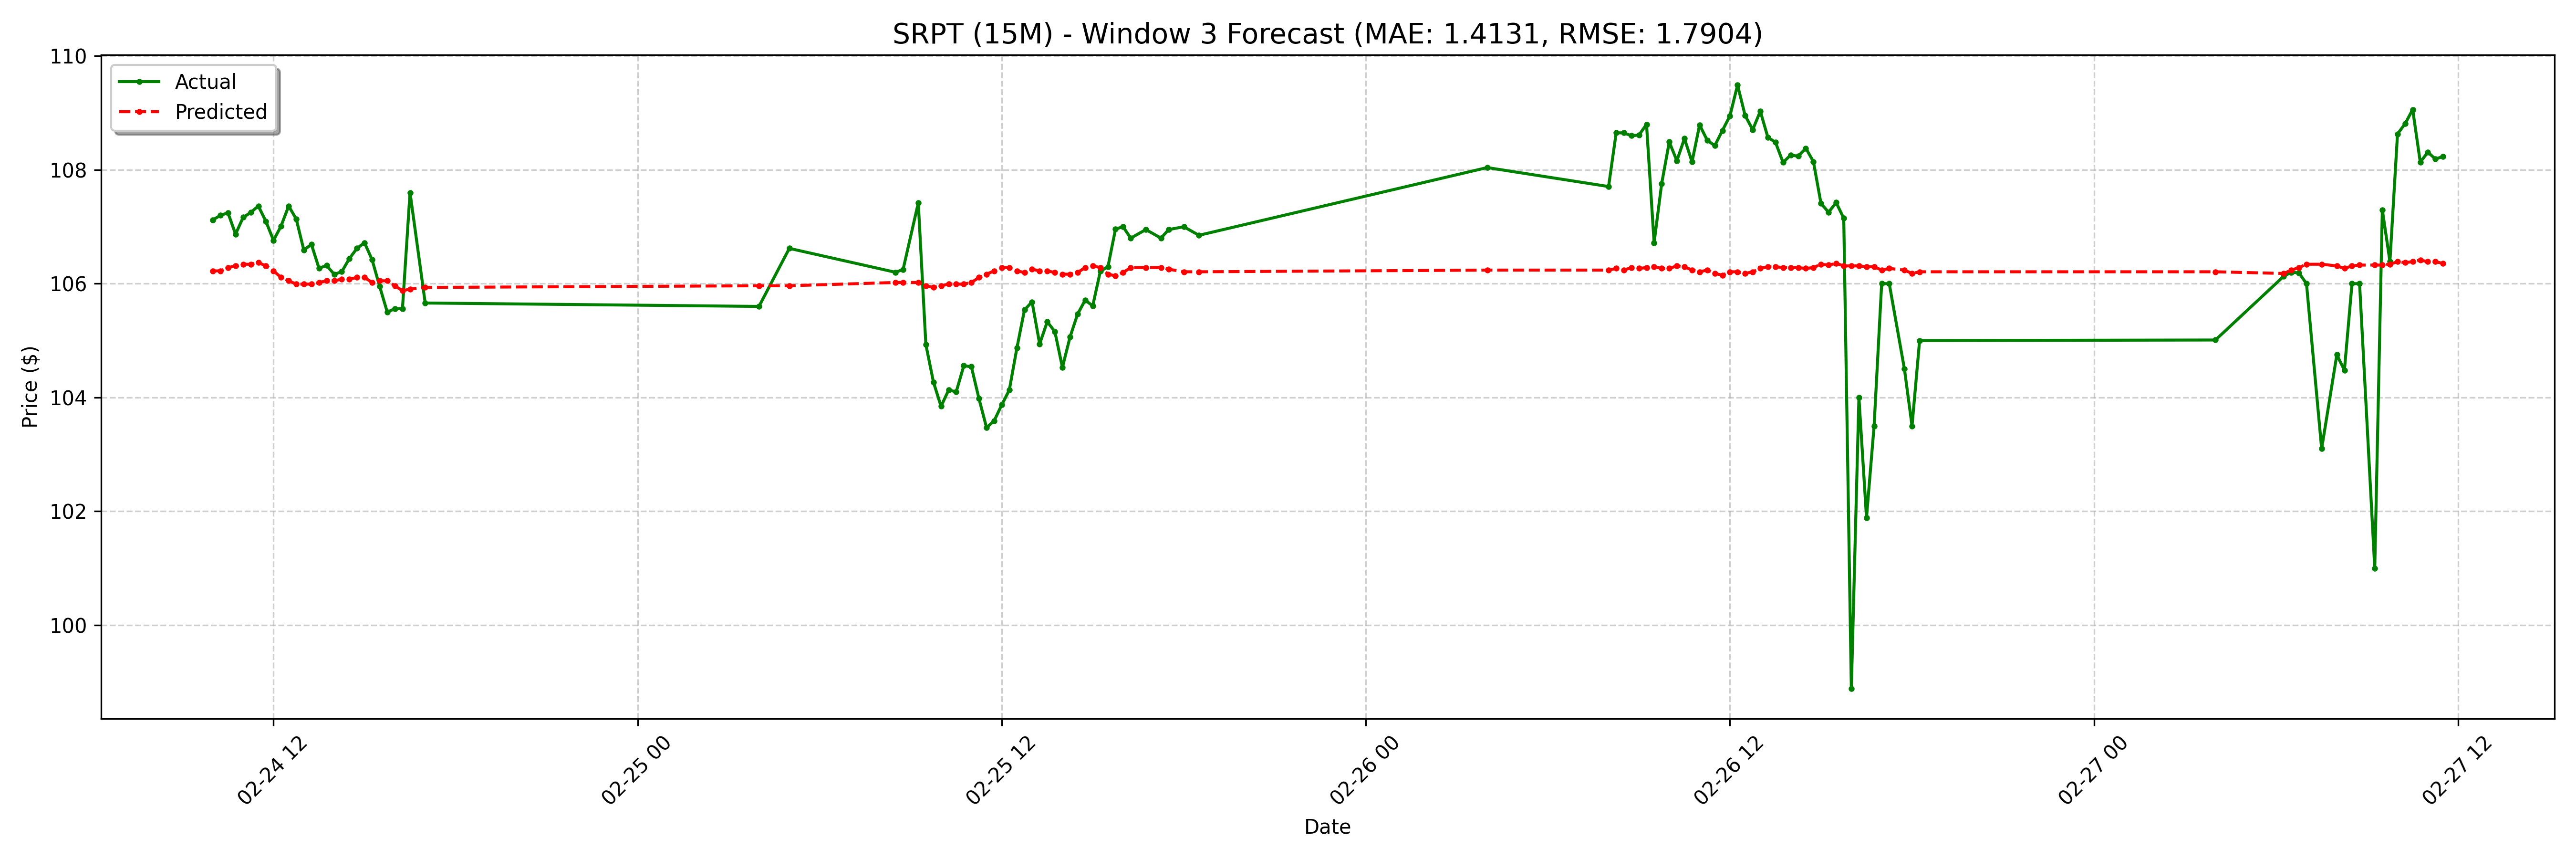 SRPT (15M) - Window 3 Forecast (MAE: 1.4131, RMSE: 1.7904)
Actual
Predicted
Price ($)
110
108
106
104
102
100
02-24 12
02-25 00
02-25 12
02-26 00
02-26 12
02-27 00
02-27 12
Date